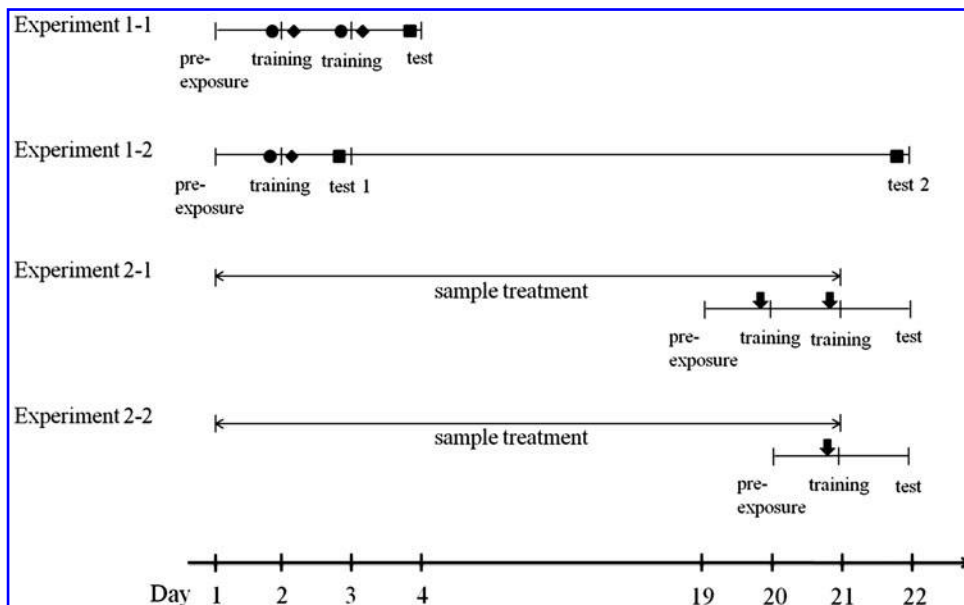 Experiment 1-1
pre-
exposure
training
training
test
Experiment 1-2
pre-
exposure
training
test 1
test 2
Experiment 2-1
sample treatment
pre-
exposure
training
training
test
Experiment 2-2
sample treatment
pre-
exposure
training
test
Day 1 2 3 4 19 20 21 22